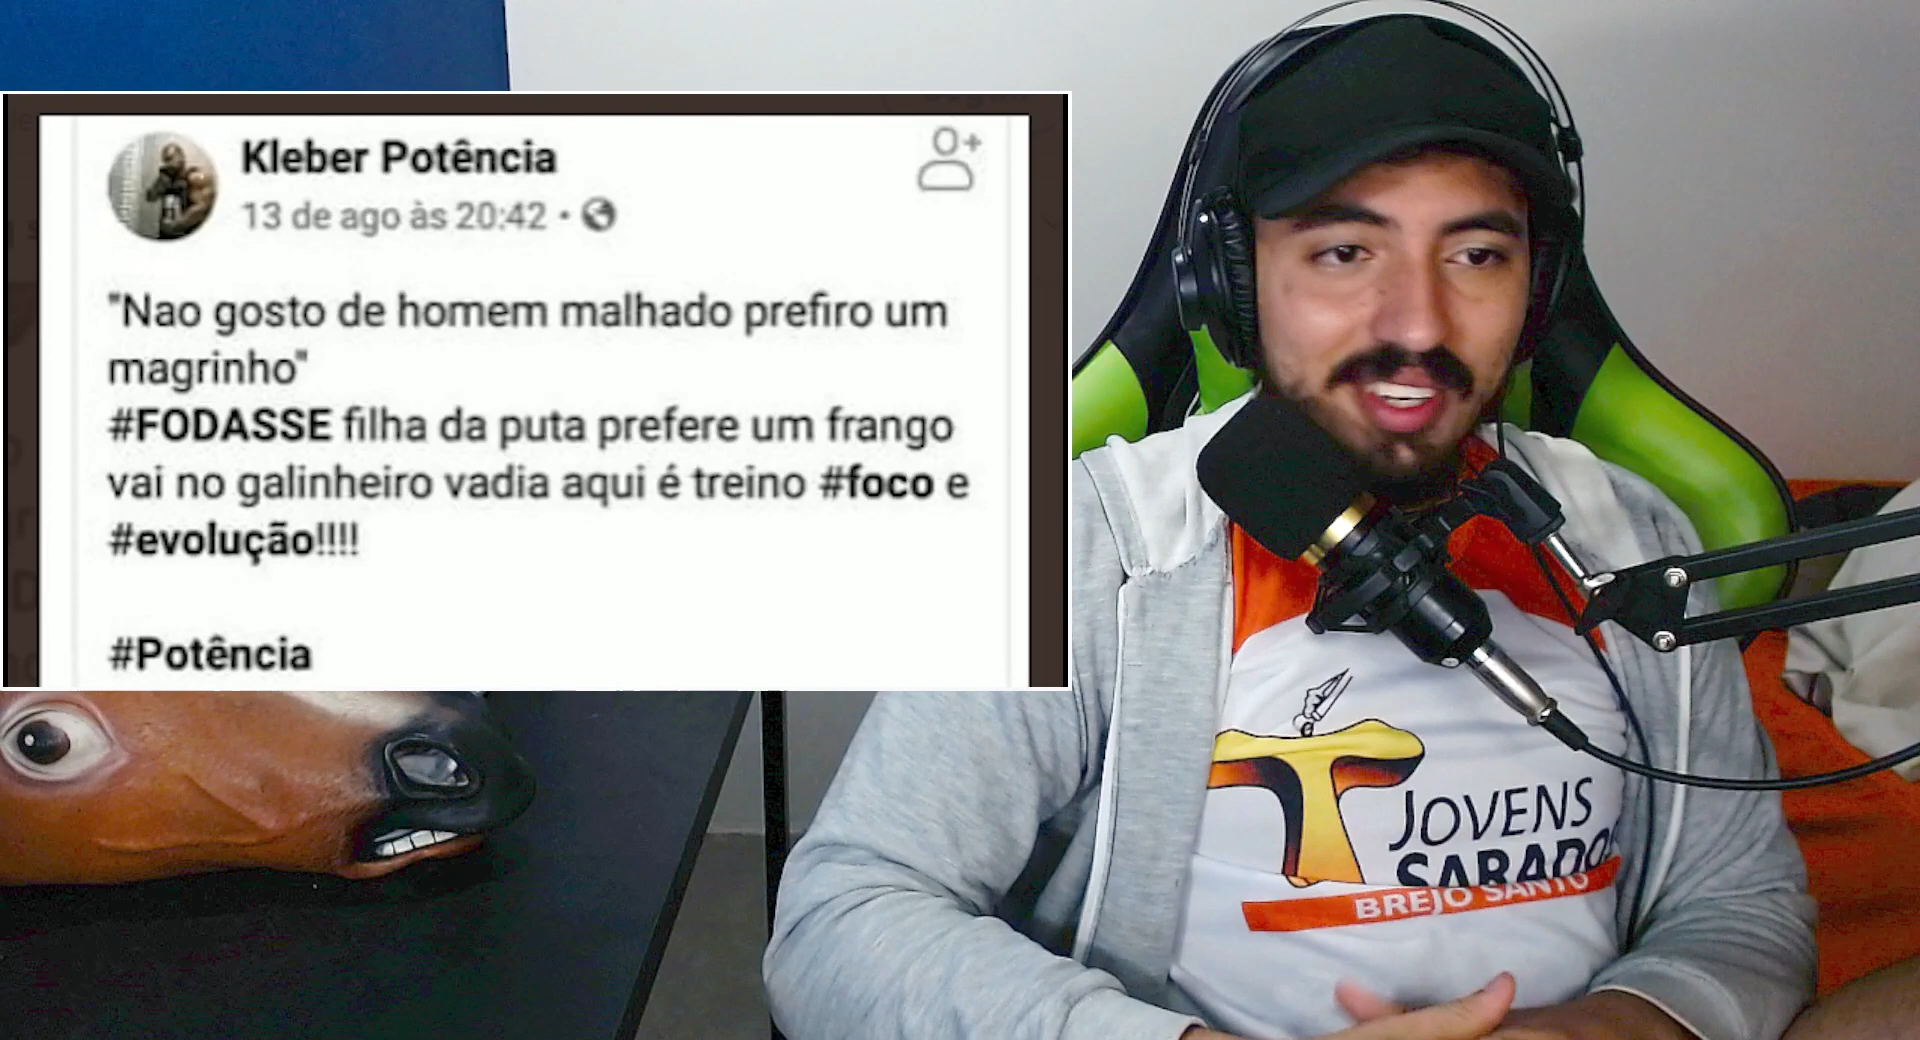 Kleber Potência
13 de ago às 20:42 •
"Nao gosto de homem malhado prefiro um
magrinho"
#FODASSE filha da puta prefere um frango
vai no galinheiro vadia aqui é treino #foco e
#evolução!!!!
#Potência
JOVENS
SARADOS
BREJO SANTO